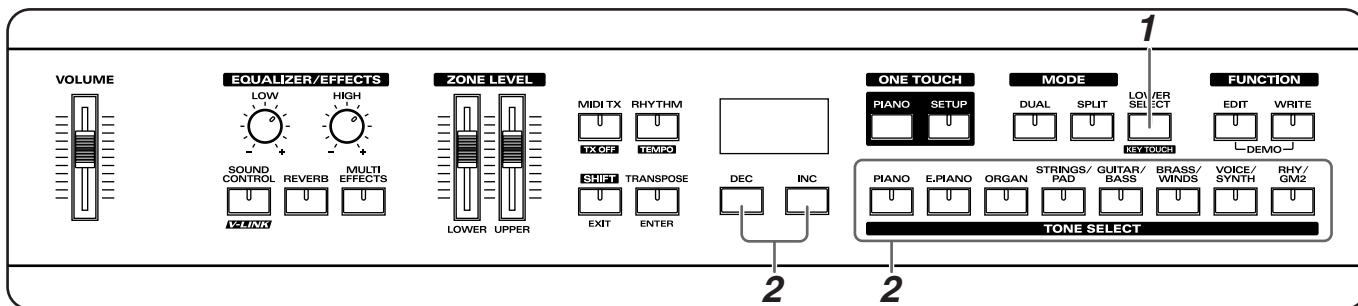 1
VOLUME
EQUALIZER/EFFECTS
LOW
HIGH
- +
- +
SOUND
CONTROL
REVERB
MULTI
EFFECTS
V-LINK
ZONE LEVEL
LOWER UPPER
MIDI TX RHYTHM
TX OFF TEMPO
SHIFT TRANSPOSE
EXIT ENTER
DEC INC
2
ONE TOUCH
PIANO SETUP
MODE
DUAL SPLIT
LOWER
SELECT
KEY TOUCH
FUNCTION
EDIT WRITE
DEMO
PIANO
E.PIANO
ORGAN
STRINGS/
PAD
GUITAR/
BASS
BRASS/
WINDS
VOICE/
SYNTH
RHY/
GM2
TONE SELECT
2